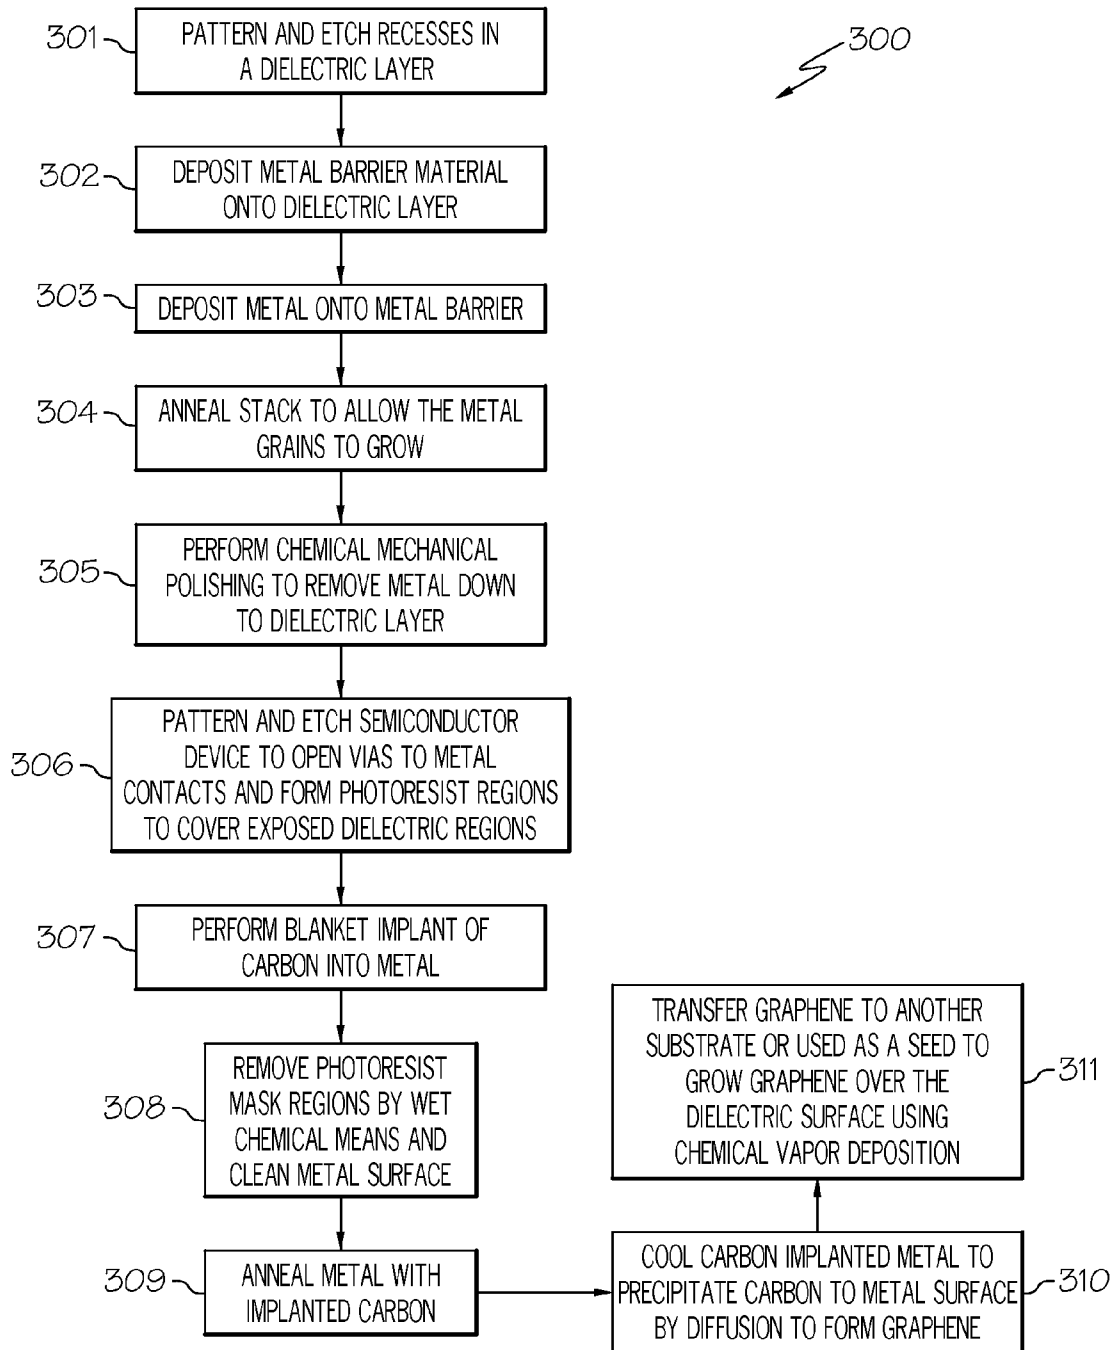 301
PATTERN AND ETCH RECESSES IN
A DIELECTRIC LAYER
300
302
DEPOSIT METAL BARRIER MATERIAL
ONTO DIELECTRIC LAYER
303
DEPOSIT METAL ONTO METAL BARRIER
304
ANNEAL STACK TO ALLOW THE METAL
GRAINS TO GROW
305
PERFORM CHEMICAL MECHANICAL
POLISHING TO REMOVE METAL DOWN
TO DIELECTRIC LAYER
306
PATTERN AND ETCH SEMICONDUCTOR
DEVICE TO OPEN VIAS TO METAL
CONTACTS AND FORM PHOTORESIST REGIONS
TO COVER EXPOSED DIELECTRIC REGIONS
307
PERFORM BLANKET IMPLANT OF
CARBON INTO METAL
308
REMOVE PHOTORESIST
MASK REGIONS BY WET
CHEMICAL MEANS AND
CLEAN METAL SURFACE
309
ANNEAL METAL WITH
IMPLANTED CARBON
COOL CARBON IMPLANTED METAL TO
PRECIPITATE CARBON TO METAL SURFACE
BY DIFFUSION TO FORM GRAPHENE
310
TRANSFER GRAPHENE TO ANOTHER
SUBSTRATE OR USED AS A SEED TO
GROW GRAPHENE OVER THE
DIELECTRIC SURFACE USING
CHEMICAL VAPOR DEPOSITION
311